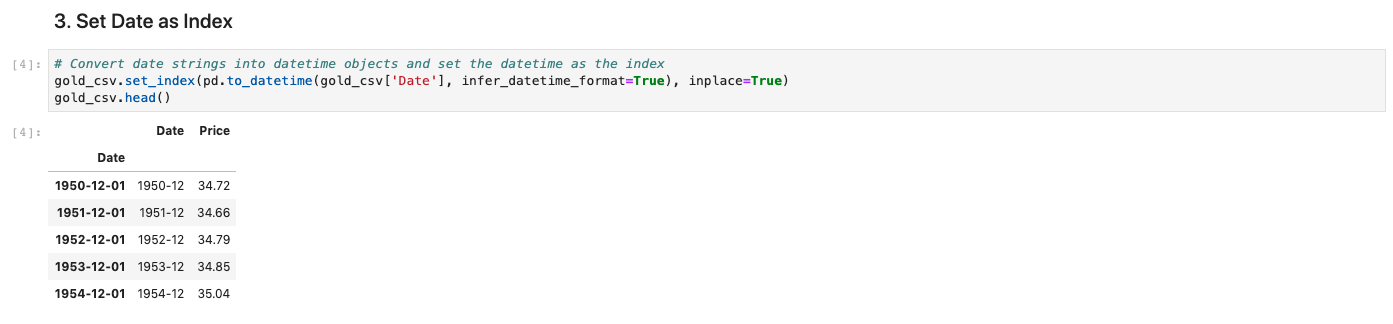 3. Set Date as Index
[4]: # Convert date strings into datetime objects and set the datetime as the index
gold_csv.set_index(pd.to_datetime(gold_csv['Date'], infer_datetime_format=True), inplace=True)
gold_csv.head()
[4]: Date Price
Date
1950-12-01 1950-12 34.72
1951-12-01 1951-12 34.66
1952-12-01 1952-12 34.79
1953-12-01 1953-12 34.85
1954-12-01 1954-12 35.04